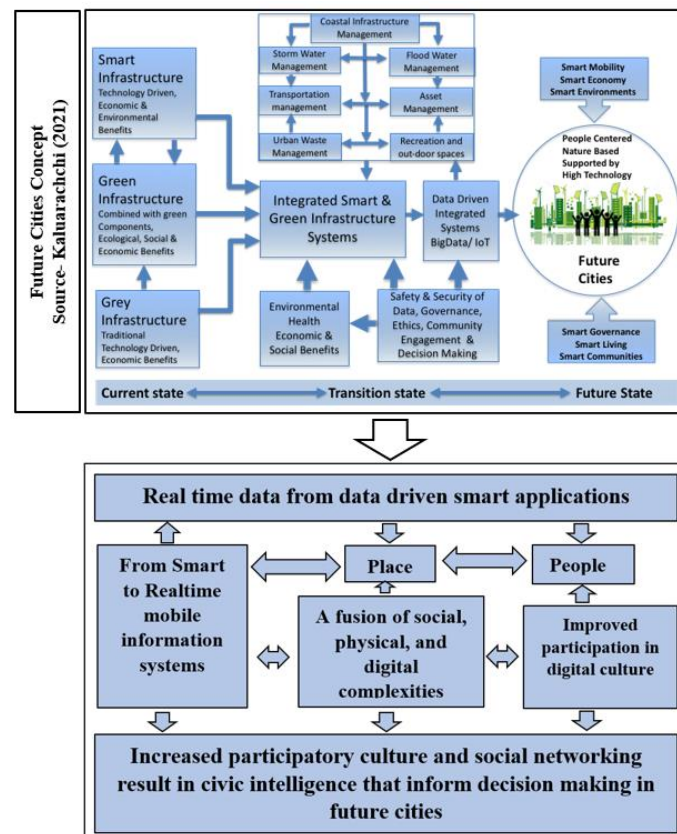 Future Cities Concept
Source- Kaluarachchi (2021)
Coastal Infrastructure
Management
Storm Water
Management
Flood Water
Management
Transportation
management
Asset
Management
Urban Waste
Management
Recreation and
out-door spaces
Smart
Infrastructure
Technology Driven,
Economic &
Environmental
Benefits
Green
Infrastructure
Combined with green
Components,
Ecological, Social &
Economic Benefits
Grey
Infrastructure
Traditional
Technology Driven,
Economic Benefits
Integrated Smart &
Green Infrastructure
Systems
Data Driven
Integrated
Systems
BigData/ IoT
Environmental
Health
Economic &
Social Benefits
Safety & Security of
Data, Governance,
Ethics, Community
Engagement &
Decision Making
Smart Mobility
Smart Economy
Smart Environments
People Centered
Nature Based
Supported by
High Technology
Future
Cities
Smart Governance
Smart Living
Smart Communities
Current state
Transition state
Future State
Real time data from data driven smart applications
From Smart
to Realtime
mobile
information
systems
Place
People
A fusion of social,
physical, and
digital
complexities
Improved
participation in
digital culture
Increased participatory culture and social networking
result in civic intelligence that inform decision making in
future cities